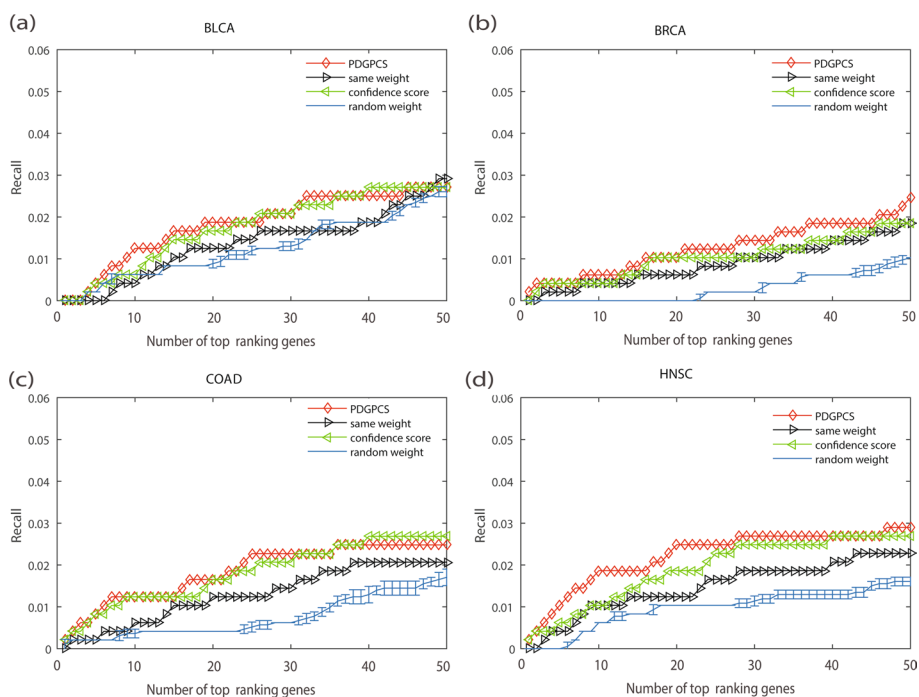 (a)
BLCA
0.06
0.05
0.04
0.03
0.02
0.01
0
Recall
PDGPCS
same weight
confidence score
random weight
0 10 20 30 40 50
Number of top ranking genes
(b)
BRCA
0.06
0.05
0.04
0.03
0.02
0.01
0
Recall
PDGPCS
same weight
confidence score
random weight
0 10 20 30 40 50
Number of top ranking genes
(c)
COAD
0.06
0.05
0.04
0.03
0.02
0.01
0
Recall
PDGPCS
same weight
confidence score
random weight
0 10 20 30 40 50
Number of top ranking genes
(d)
HNSC
0.06
0.05
0.04
0.03
0.02
0.01
0
Recall
PDGPCS
same weight
confidence score
random weight
0 10 20 30 40 50
Number of top ranking genes